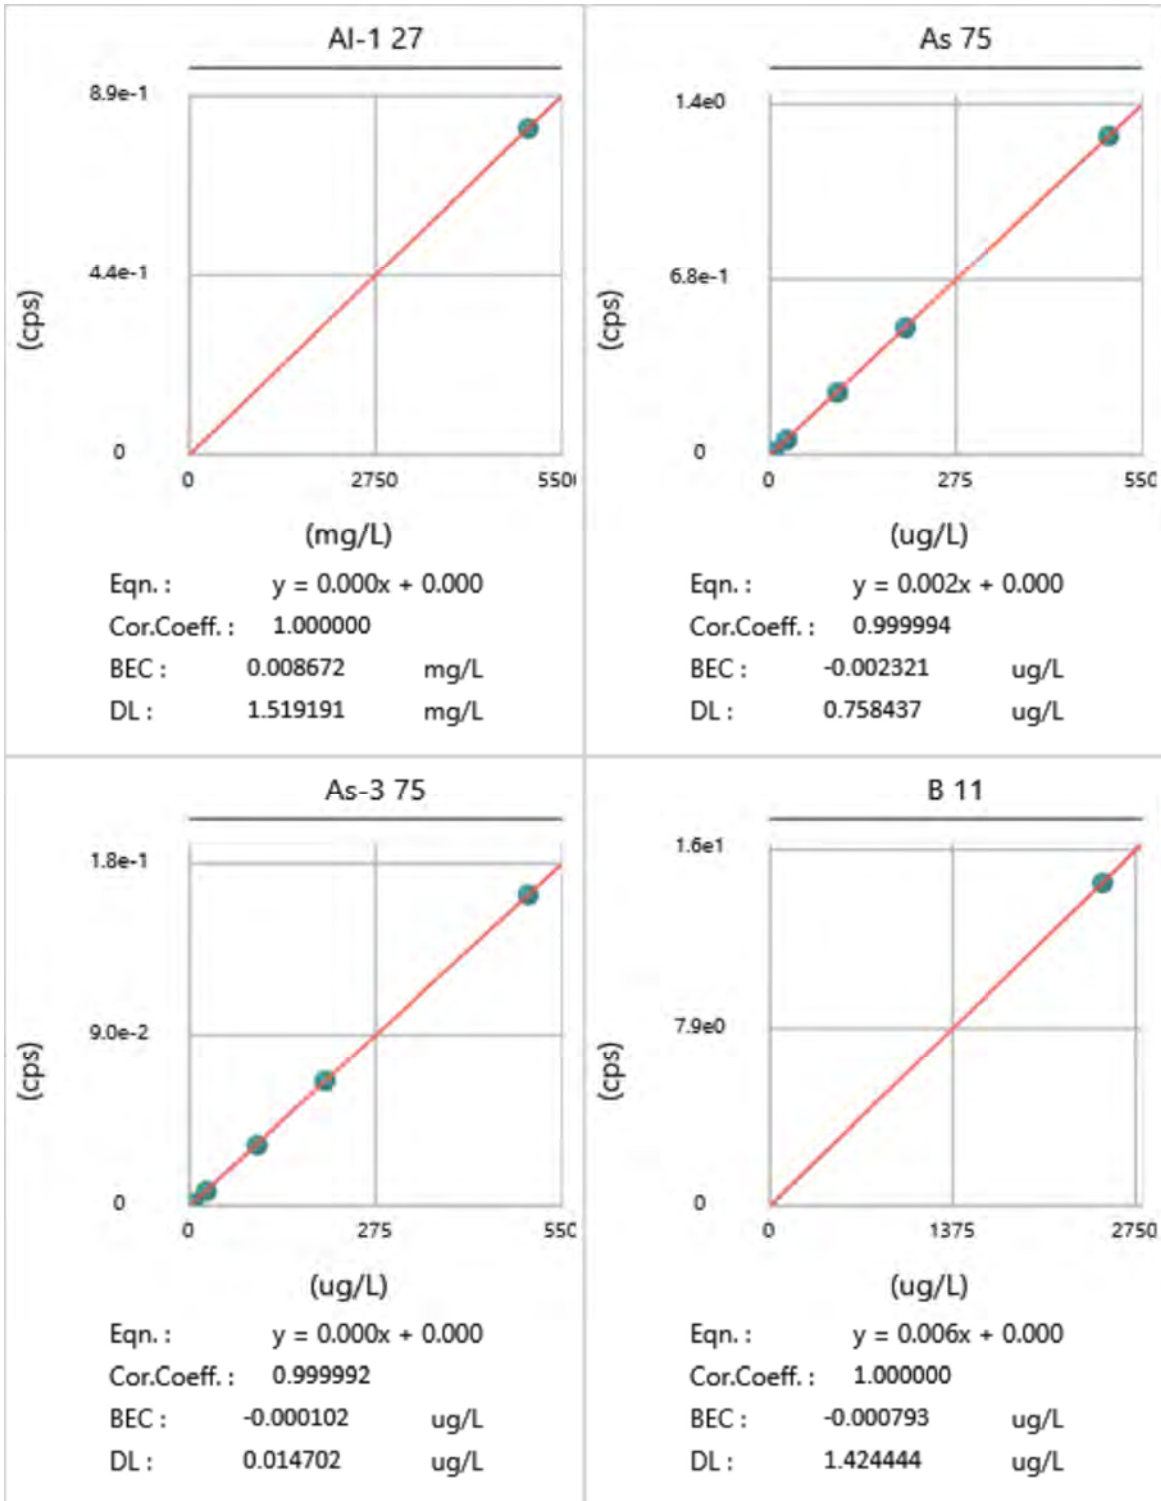 Al-1 27
8.9e-1
4.4e-1
(cps)
0
0 2750 5500
(mg/L)
Eqn. : y = 0.000x + 0.000
Cor.Coeff. : 1.000000
BEC : 0.008672 mg/L
DL : 1.519191 mg/L
As 75
1.4e0
6.8e-1
(cps)
0
0 275 550
(ug/L)
Eqn. : y = 0.002x + 0.000
Cor.Coeff. : 0.999994
BEC : -0.002321 ug/L
DL : 0.758437 ug/L
As-3 75
1.8e-1
9.0e-2
(cps)
0
0 275 550
(ug/L)
Eqn. : y = 0.000x + 0.000
Cor.Coeff. : 0.999992
BEC : -0.000102 ug/L
DL : 0.014702 ug/L
B 11
1.6e1
7.9e0
(cps)
0
0 1375 2750
(ug/L)
Eqn. : y = 0.006x + 0.000
Cor.Coeff. : 1.000000
BEC : -0.000793 ug/L
DL : 1.424444 ug/L